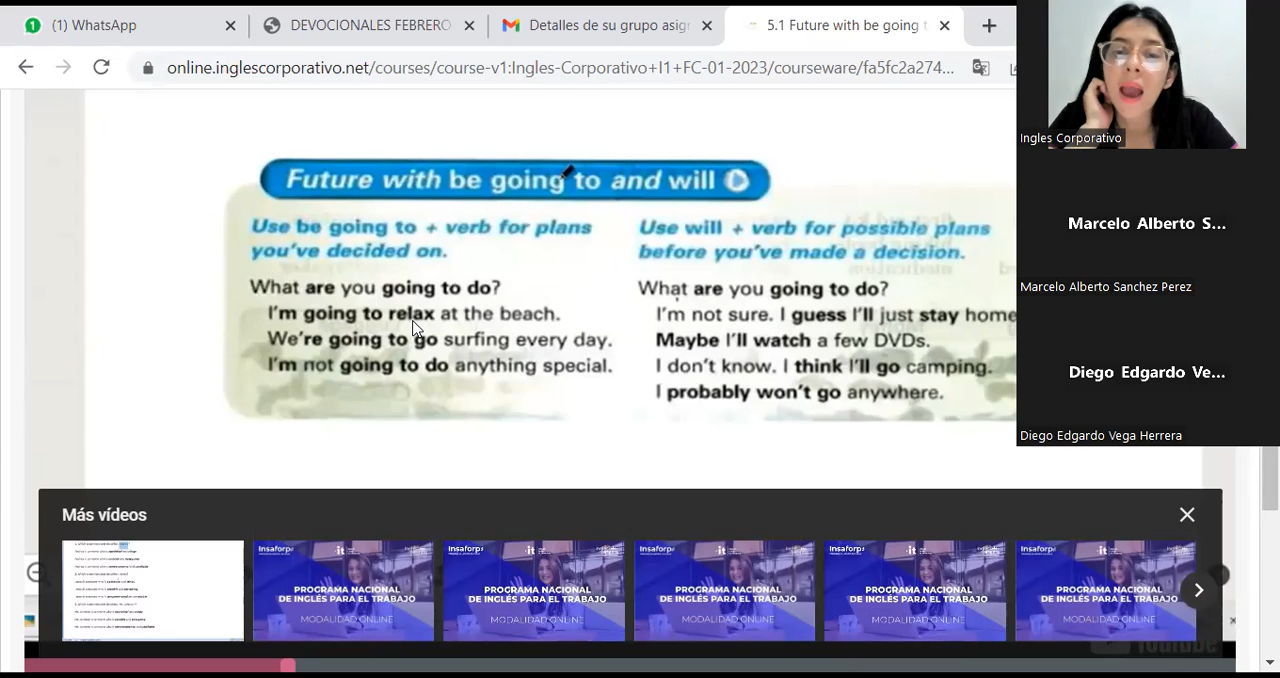 (1) WhatsApp
DEVOCIONALES FEBRERO
Detalles de su grupo asig
5.1 Future with be going t
online.inglescorporativo.net/courses/course-v1:Ingles-Corporativo+I1+FC-01-2023/courseware/fa5fc2a274...
Ingles Corporativo
Marcelo Alberto S...
Marcelo Alberto Sanchez Perez
Diego Edgardo Ve...
Diego Edgardo Vega Herrera
Future with be going to and will
Use be going to + verb for plans
you've decided on.
What are you going to do?
I'm going to relax at the beach.
We're going to go surfing every day.
I'm not going to do anything special.
Use will + verb for possible plans
before you've made a decision.
What are you going to do?
I'm not sure. I guess I'll just stay home
Maybe I'll watch a few DVDs.
I don't know. I think I'll go camping.
I probably won't go anywhere.
Más vídeos
Insaforp
PROGRAMA NACIONAL
DE INGLÉS PARA EL TRABAJO
MODALIDAD ONLINE
Insaforp
PROGRAMA NACIONAL
DE INGLÉS PARA EL TRABAJO
MODALIDAD ONLINE
Insaforp
PROGRAMA NACIONAL
DE INGLÉS PARA EL TRABAJO
MODALIDAD ONLINE
Insaforp
PROGRAMA NACIONAL
DE INGLÉS PARA EL TRABAJO
MODALIDAD ONLINE
Insaforp
PROGRAMA NACIONAL
DE INGLÉS PARA EL TRABAJO
MODALIDAD ONLINE
YouTube